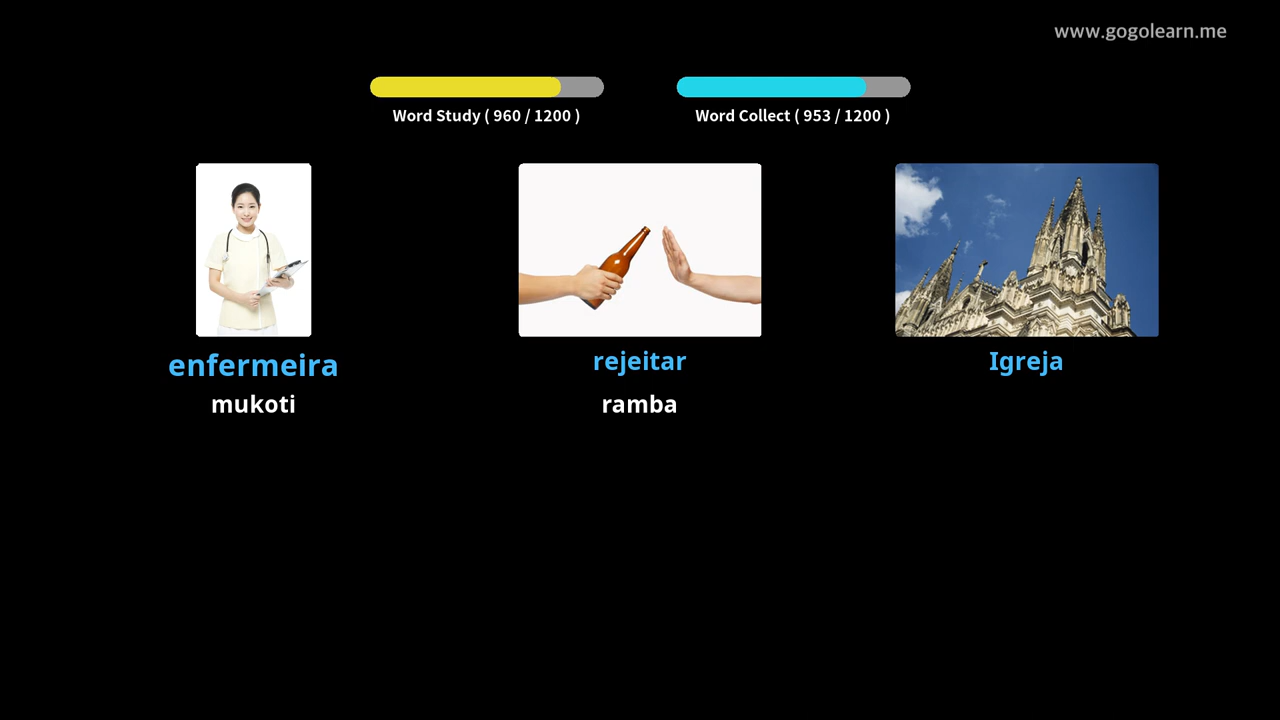 www.gogolearn.me
Word Study ( 960 / 1200 )
Word Collect ( 953 / 1200 )
enfermeira
mukoti
rejeitar
ramba
Igreja